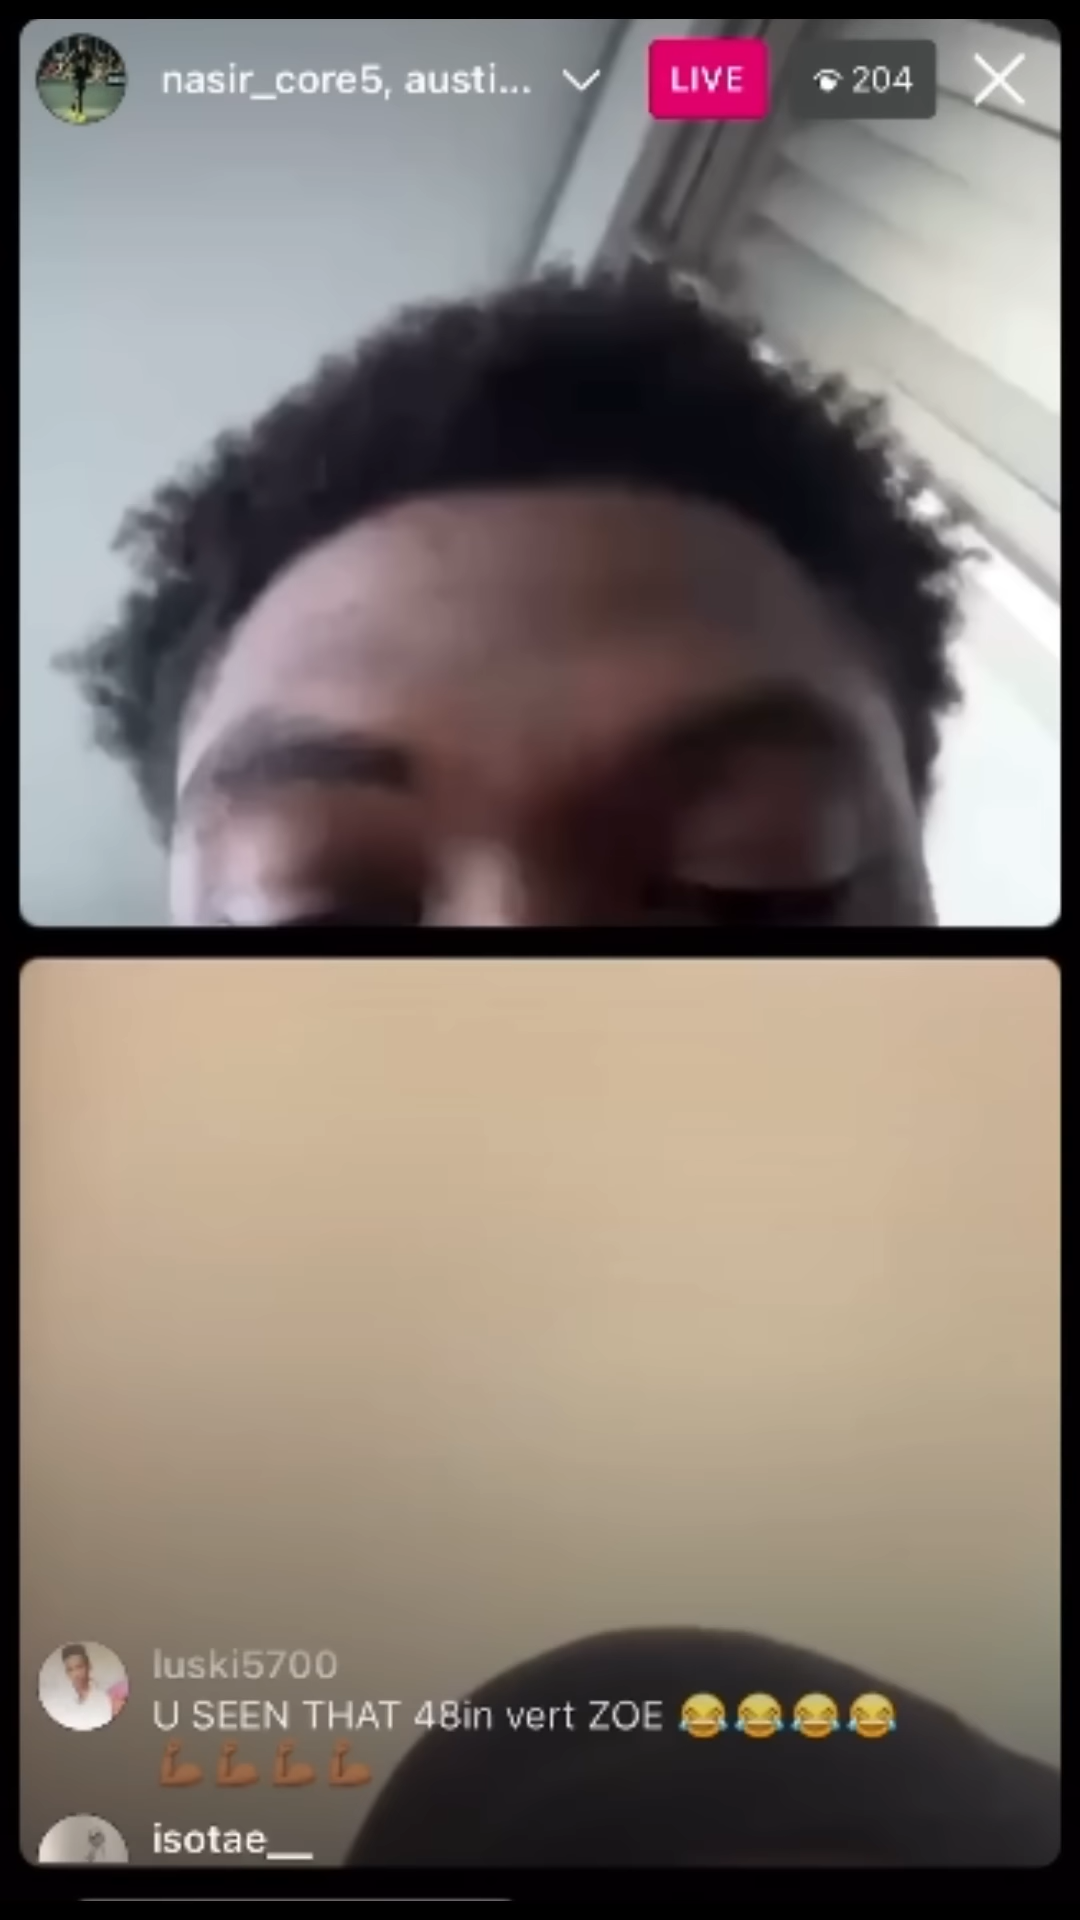 nasir_core5, austi...
LIVE
204
luski5700
U SEEN THAT 48in vert ZOE 😂😂😂😂
💪🏾💪🏾💪🏾💪🏾
isotae__